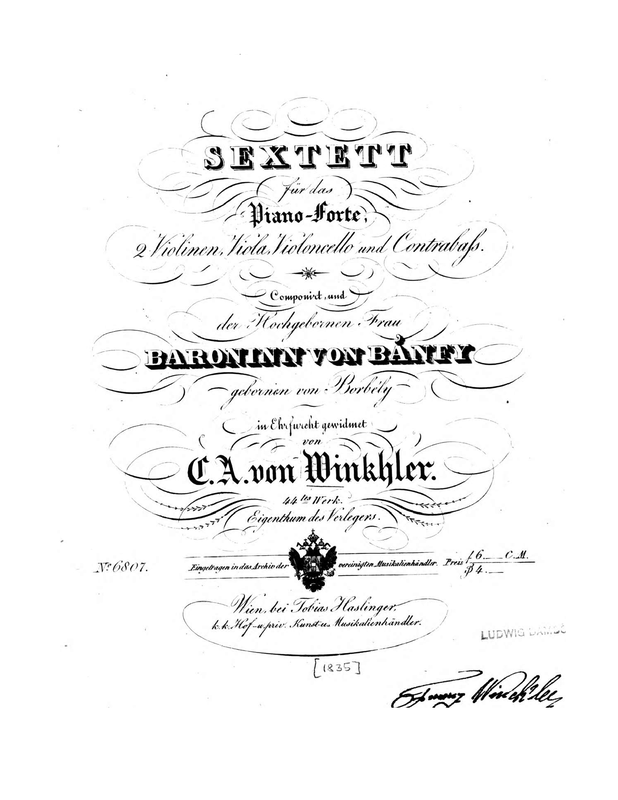 SEXTETT
für das
Piano-Forte,
2 Violinen, Viola, Violoncello und Contrabaſs.
Componirt, und
der Hochgebornen Frau
BARONINN VON BÁNFY
gebornen von Borbély
in Ehrfurcht gewidmet
von
C. A. von Winkhler.
44tes Werk.
Eigenthum des Verlegers.
No. 6807. Eingetragen in das Archiv der vereinigten Musikalienhändler. Preis f. 6._ C.M.
4._
Wien, bei Tobias Haslinger,
k.k. Hof- u. priv. Kunst- u. Musikalienhändler.
LUDWIG
[1835]